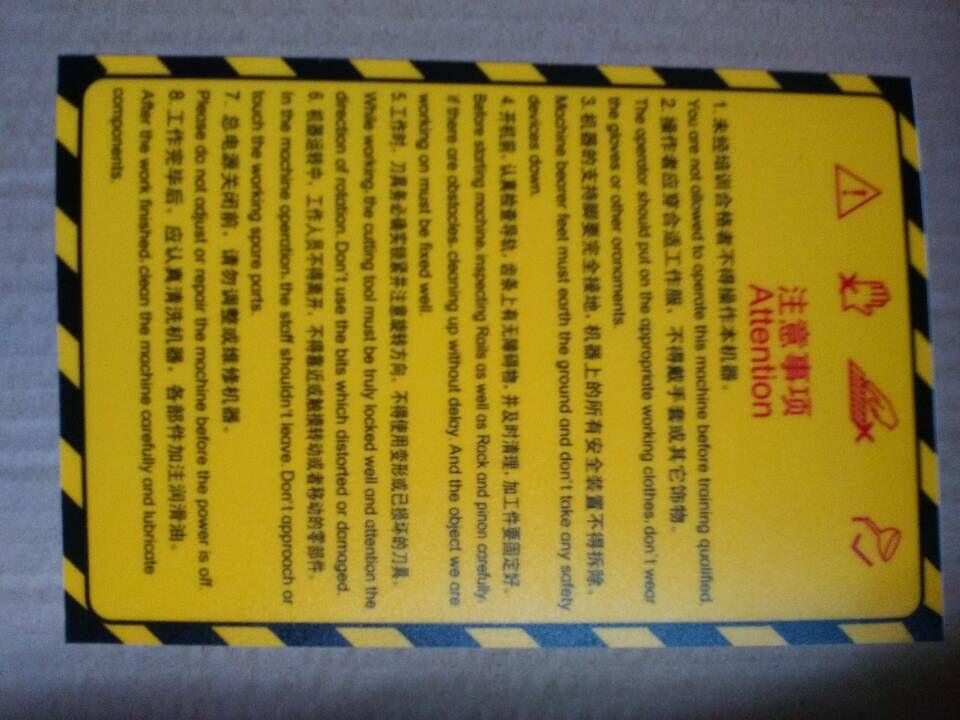 注意事项
Attention
1. 未经培训合格者不得操作本机器。
You are not allowed to operate this machine before training qualified.
2. 操作者应穿合适工作服，不得戴手套或其它饰物。
The operator should put on the appropriate working clothes, don't wear
the gloves or other ornaments.
3. 机器的支持脚要完全接地，机器上的所有安全装置不得拆除。
Machine bearer feet must earth the ground and don't take any safety
devices down.
4. 开机前，认真检查导轨，齿条上有无障碍物，并及时清理，加工件要固定好。
Before starting machine, inspecting Rails as well as Rack and pinon carefully,
if there are obstacles, cleaning up without delay. And the object we are
working on must be fixed well.
5. 工作时，刀具务必确实锁紧并注意旋转方向，不得使用变形或已损坏的刀具。
While working, the cutting tool must be truly locked well and attention the
direction of rotation. Don't use the bits which distorted or damaged.
6. 机器运转中，工作人员不得离开，不得靠近或触摸转动或者移动的零部件。
In the machine operation, the staff shouldn't leave. Don't approach or
touch the working spare parts.
7. 总电源关闭前，请勿调整或维修机器。
Please do not adjust or repair the machine before the power is off.
8. 工作完毕后，应认真清洗机器，各部件加注润滑油。
After the work finished, clean the machine carefully and lubricate
components.